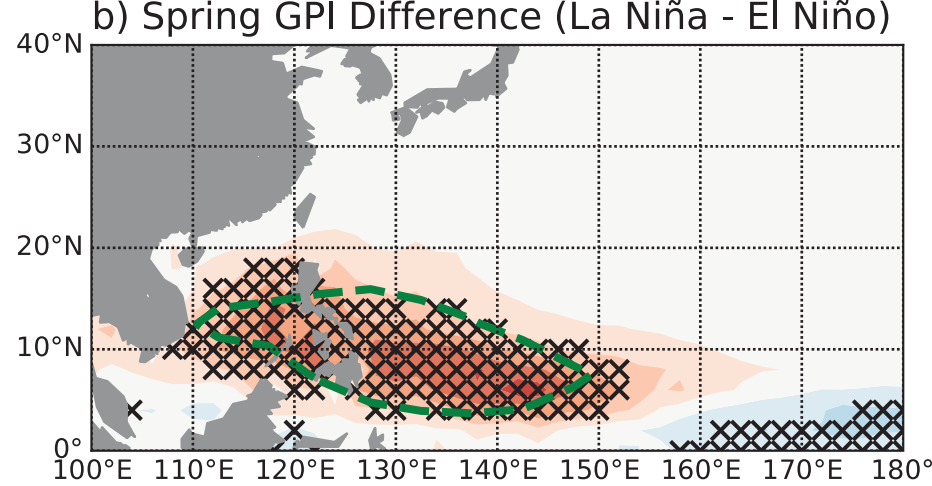 b) Spring GPI Difference (La Niña - El Niño)
40°N
30°N
20°N
10°N
0°
100°E 110°E 120°E 130°E 140°E 150°E 160°E 170°E 180°